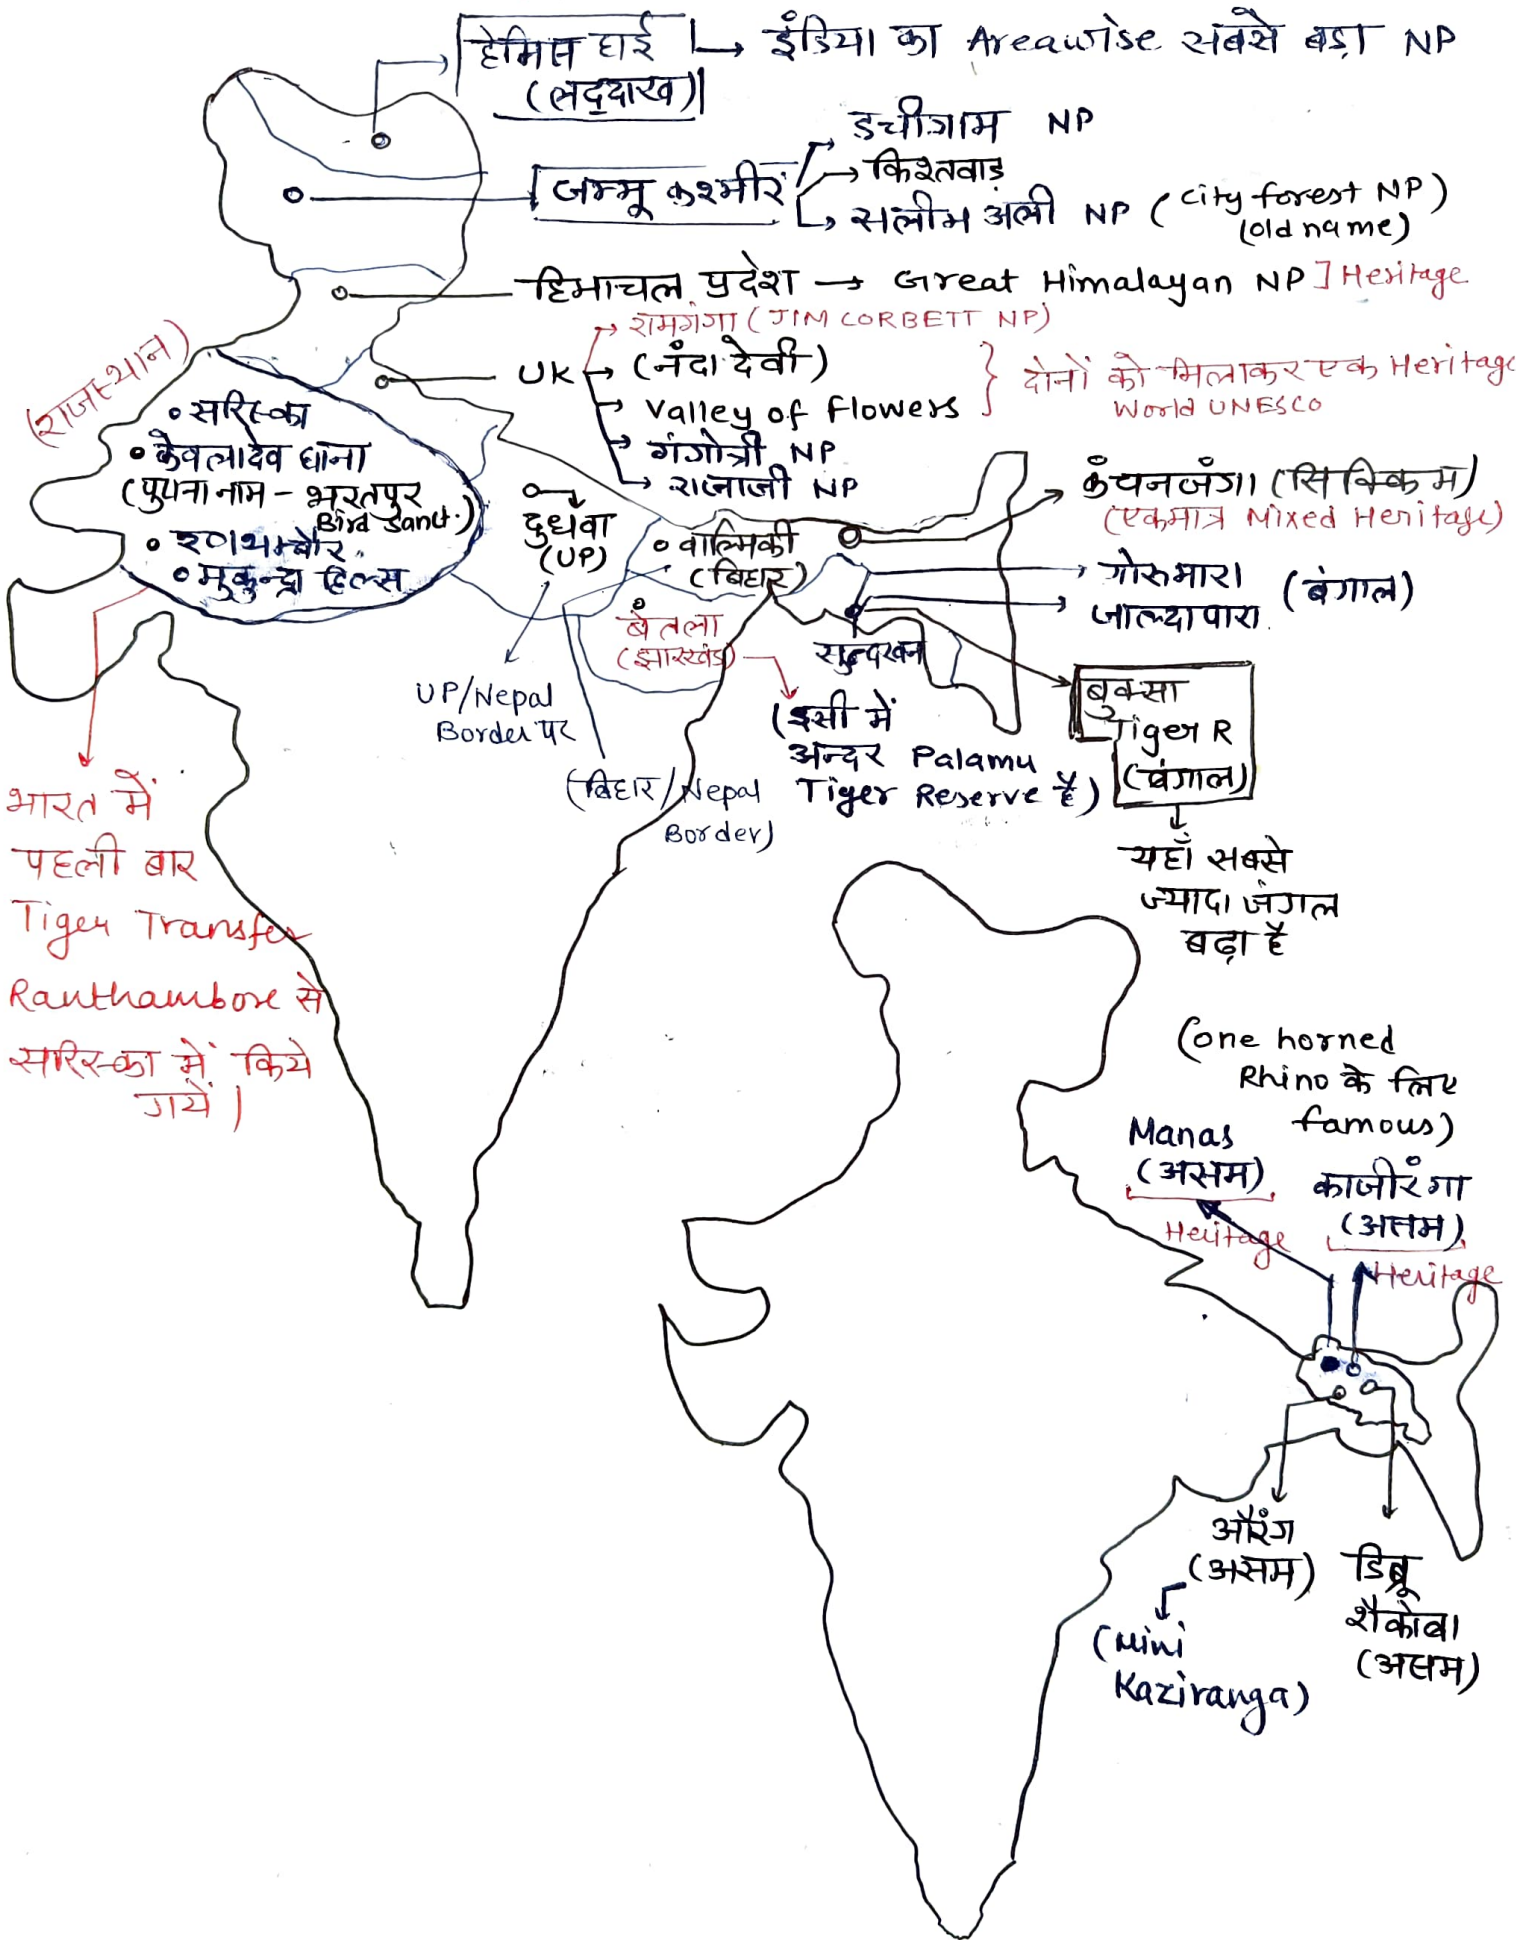 हेमिस हाई → इंडिया का Areawise सबसे बड़ा NP
(लद्दाख)
जम्मू कश्मीर
डचीगाम NP
→ किश्तवाड़
→ सलीम अली NP (City forest NP)
(old name)
हिमाचल प्रदेश → Great Himalayan NP ] Heritage
→ रामगंगा (JIM CORBETT NP)
UK → (नंदा देवी)
→ Valley of Flowers
→ गंगोत्री NP
→ राजाजी NP
} दोनों को मिलाकर एक Heritage
World UNESCO
(राजस्थान)
• सरिस्का
• केवलादेव घाना
(पुराना नाम - भरतपुर
Bird Sanct.)
• रणथम्बौर
• मुकुन्द्रा हिल्स
दुधवा
(UP)
UP/Nepal
Border पर
• वाल्मिकी
(बिहार)
(बिहार/Nepal
Border)
बेतला
(झारखंड)
(इसी में
अन्दर Palamu
Tiger Reserve है)
कंचनजंगा (सिक्किम)
(एकमात्र Mixed Heritage)
गोरुमारा
जाल्दापारा (बंगाल)
सुन्दरवन
बुक्सा
Tiger R
(बंगाल)
यहाँ सबसे
ज्यादा जंगल
बढ़ा है
भारत में
पहली बार
Tiger Transfer
Ranthambore से
सरिस्का में किये
गयें |
(one horned
Rhino के लिए
famous)
Manas
(असम)
Heritage
काजीरंगा
(असम)
Heritage
औरंग
(असम)
(Mini
Kaziranga)
डिब्रू
शैकोवा
(असम)